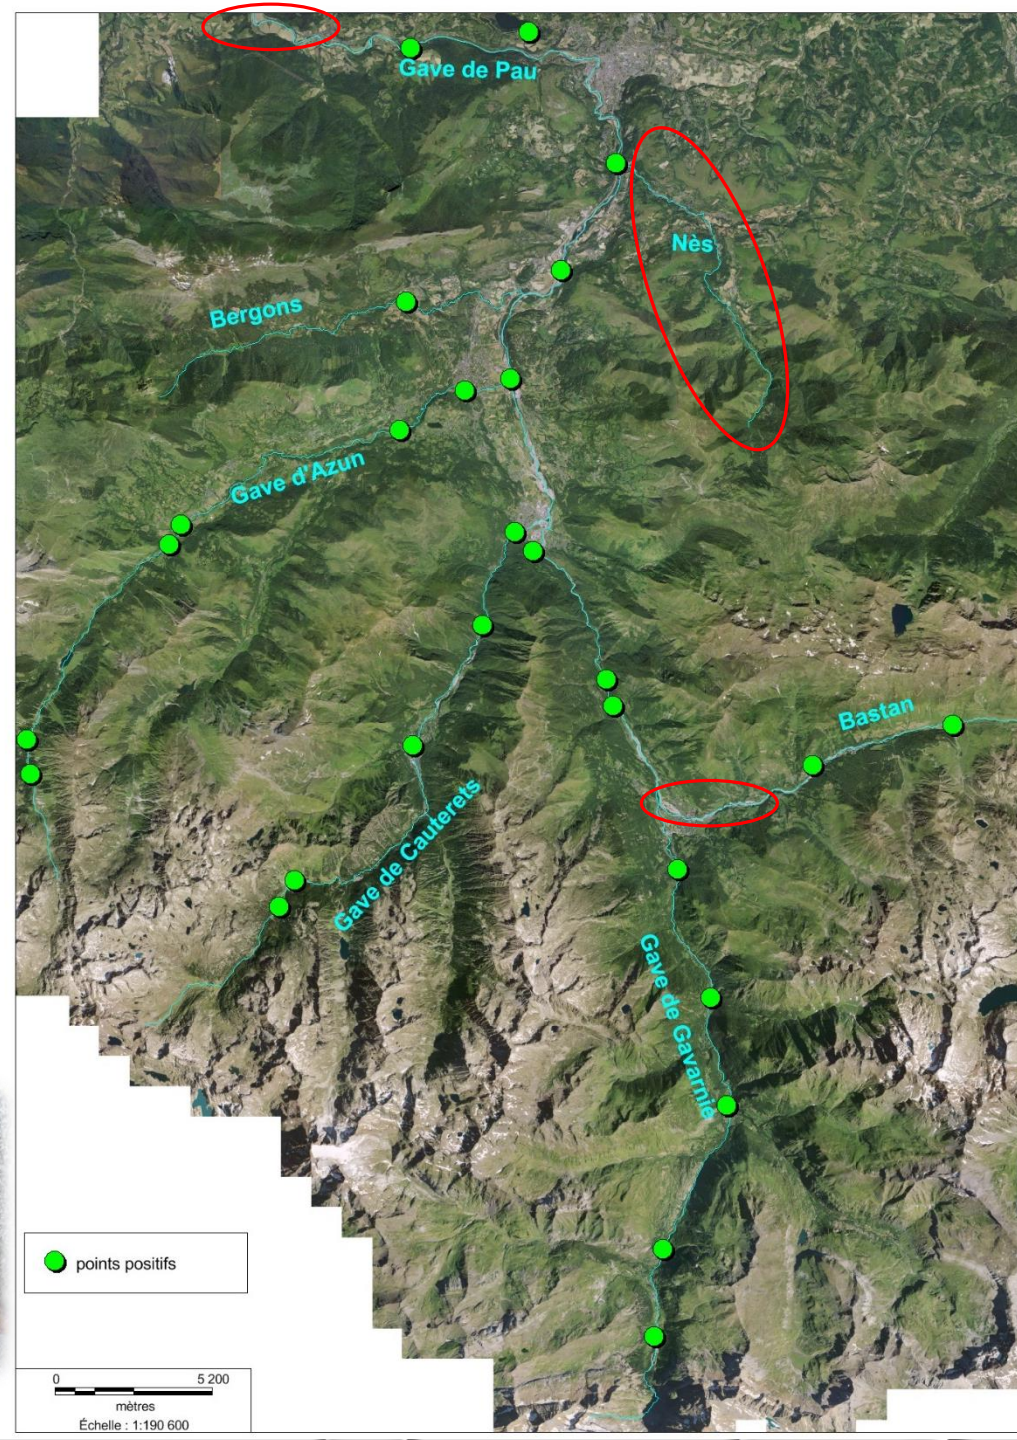 Gave de Pau
Nès
Bergons
Gave d'Azun
Bastan
Gave de Cauterets
Gave de Gavarnie
points positifs
0 5 200
mètres
Échelle : 1:190 600